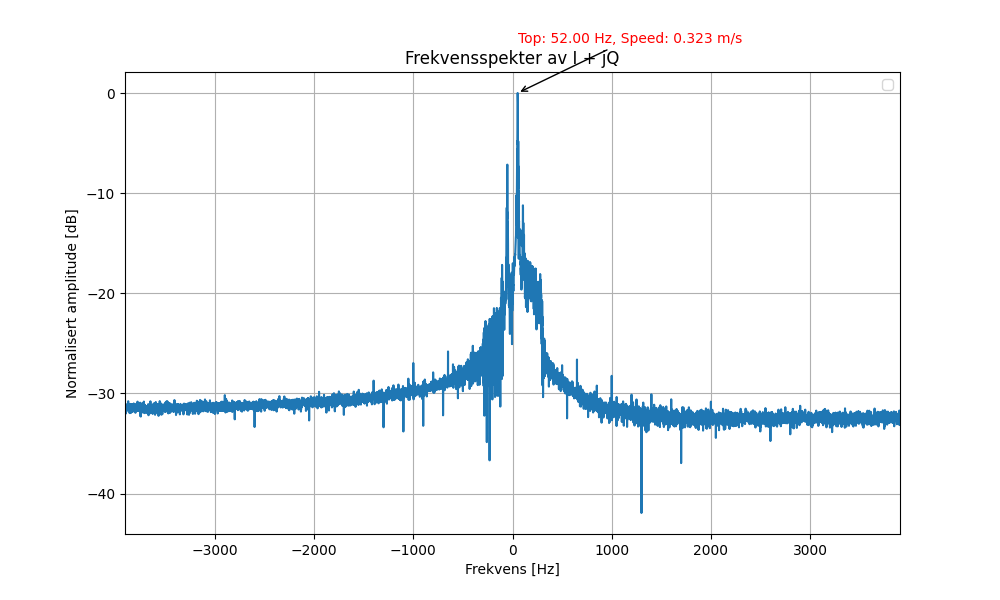 Top: 52.00 Hz, Speed: 0.323 m/s
Frekvensspekter av I + jQ
0
−10
−20
−30
−40
Normalisert amplitude [dB]
−3000 −2000 −1000 0 1000 2000 3000
Frekvens [Hz]